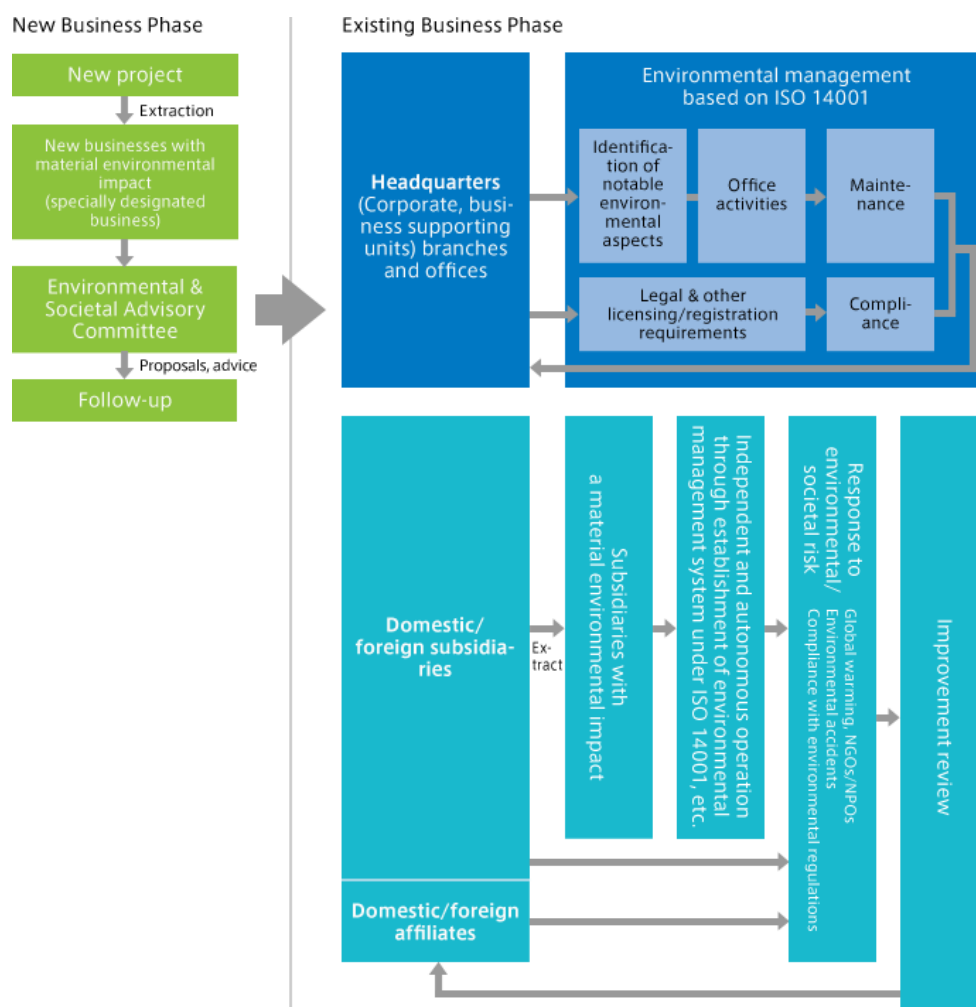 New Business Phase
New project
Extraction
New businesses with
material environmental
impact
(specially designated
business)
Environmental &
Societal Advisory
Committee
Proposals, advice
Follow-up
Existing Business Phase
Headquarters
(Corporate, busi-
ness supporting
units) branches
and offices
Environmental management
based on ISO 14001
Identifica-
tion of
notable
environ-
mental
aspects
Office
activities
Mainte-
nance
Legal & other
licensing/registration
requirements
Compli-
ance
Domestic/
foreign subsidia-
ries
Ex-
tract
Subsidiaries with
a material environmental impact
Independent and autonomous operation
through establishment of environmental
management system under ISO 14001, etc.
Response to
environmental/
societal risk
Global warming, NGOs/NPOs
Environmental accidents
Compliance with environmental regulations
Improvement review
Domestic/foreign
affiliates